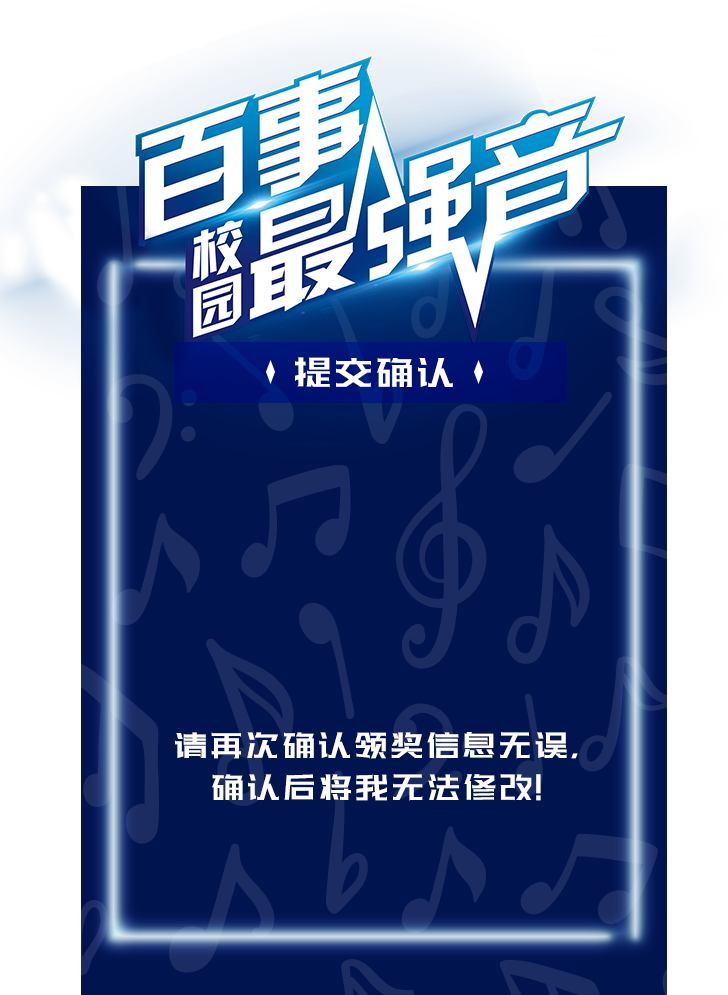 百事
校园最强音
提交确认
请再次确认领奖信息无误,
确认后将我无法修改!